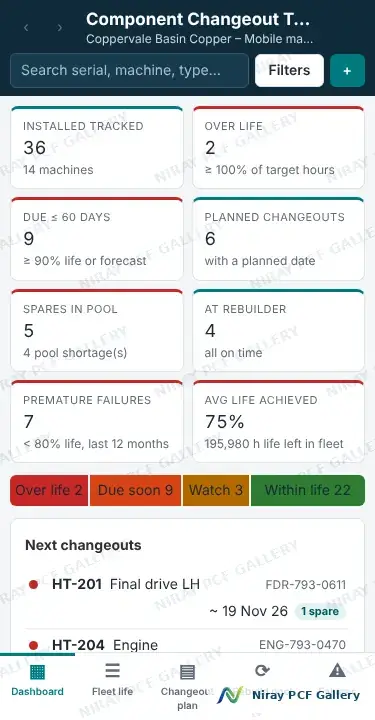 ‹ ›
Component Changeout T...
Coppervale Basin Copper – Mobile ma...
Search serial, machine, type...
Filters
+
INSTALLED TRACKED
36
14 machines
OVER LIFE
2
≥ 100% of target hours
DUE ≤ 60 DAYS
9
≥ 90% life or forecast
PLANNED CHANGEOUTS
6
with a planned date
SPARES IN POOL
5
4 pool shortage(s)
AT REBUILDER
4
all on time
PREMATURE FAILURES
7
< 80% life, last 12 months
AVG LIFE ACHIEVED
75%
195,980 h life left in fleet
Over life 2
Due soon 9
Watch 3
Within life 22
Next changeouts
HT-201 Final drive LH
FDR-793-0611
~ 19 Nov 26
1 spare
HT-204 Engine
ENG-793-0470
Dashboard
Fleet life
plan
Niray PCF Gallery
NIRAY PCF GALLERY